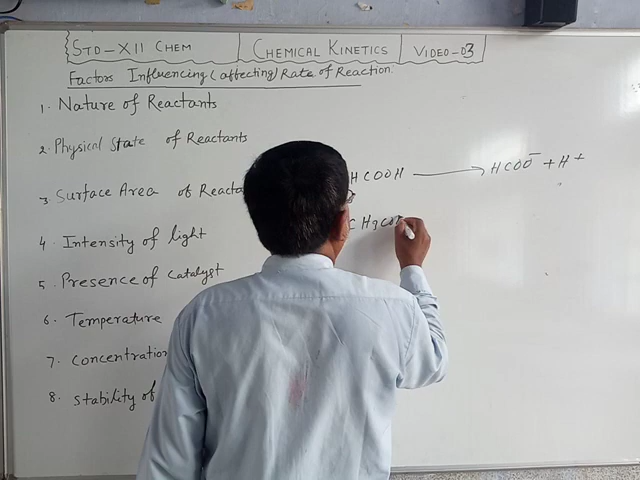 STD-XII CHEM CHEMICAL KINETICS VIDEO-03
Factors Influencing (affecting) Rate of Reaction.
1. Nature of Reactants
2. Physical State of Reactants
3 Surface Area of Reacta
HCOOH → HCOO⁻ + H⁺
4. Intensity of light
CH3CO
5. Presence of Catalyst
6. Temperature
7. Concentration
8. Stability of